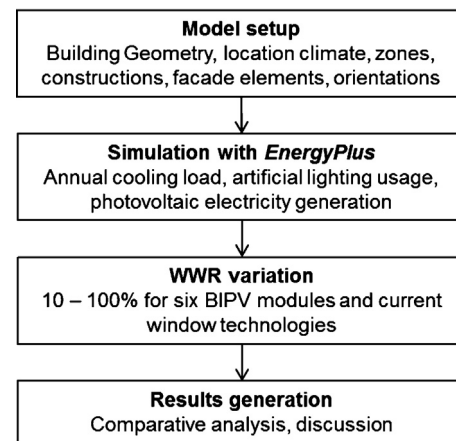 Model setup
Building Geometry, location climate, zones,
constructions, facade elements, orientations
Simulation with EnergyPlus
Annual cooling load, artificial lighting usage,
photovoltaic electricity generation
WWR variation
10 – 100% for six BIPV modules and current
window technologies
Results generation
Comparative analysis, discussion